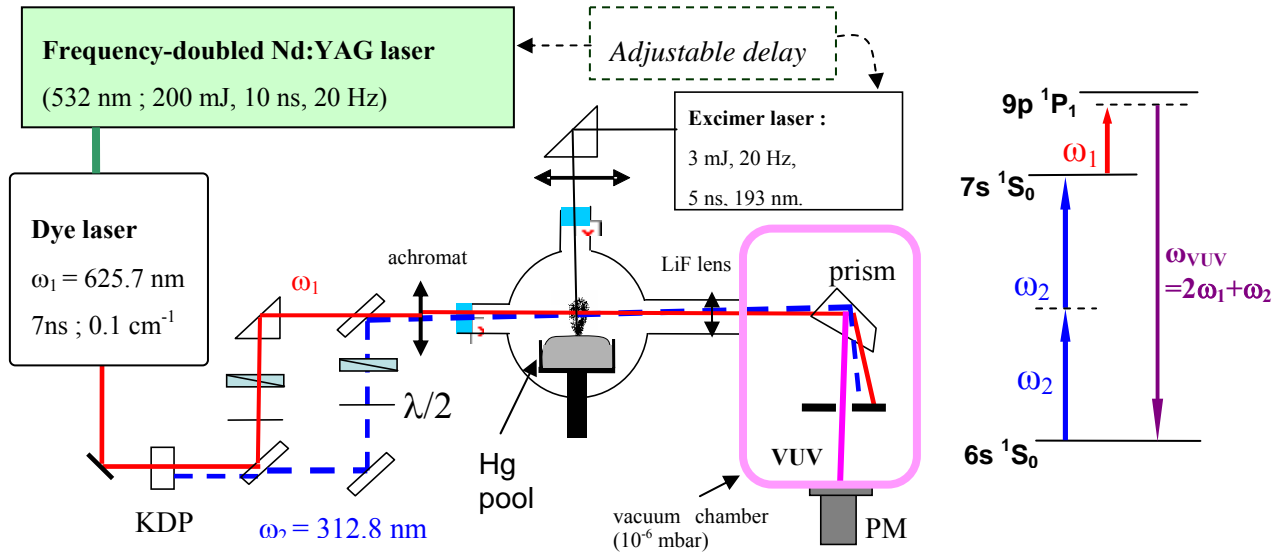 Frequency-doubled Nd:YAG laser
(532 nm ; 200 mJ, 10 ns, 20 Hz)
Adjustable delay
Excimer laser :
3 mJ, 20 Hz,
5 ns, 193 nm.
Dye laser
ω1 = 625.7 nm
7ns ; 0.1 cm-1
ω1
achromat
LiF lens
prism
λ/2
KDP
ω2 = 312.8 nm
Hg
pool
VUV
vacuum chamber
(10-6 mbar)
PM
9p 1P1
ω1
7s 1S0
ω2
ωVUV
=2ω1+ω2
ω2
6s 1S0